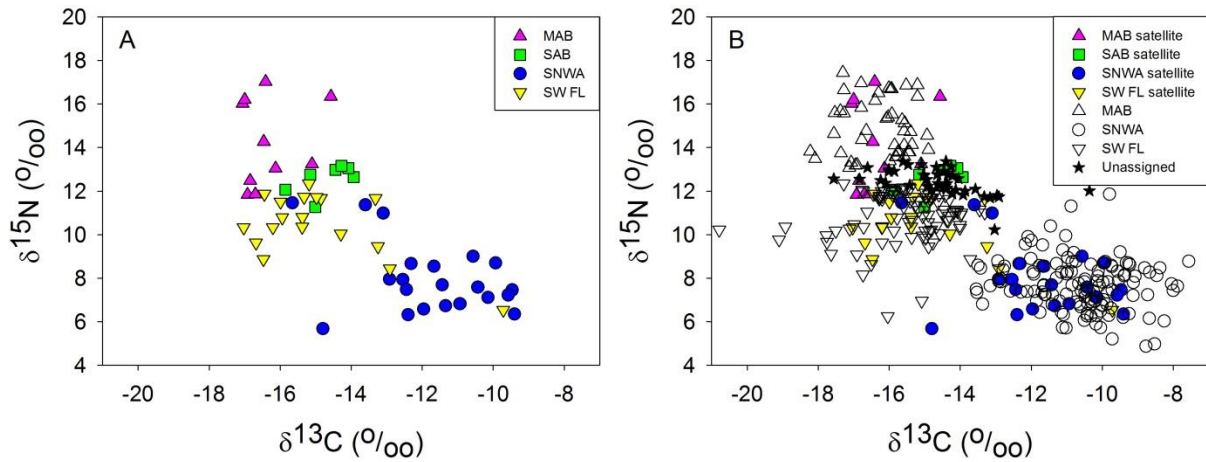 A
MAB
SAB
SNWA
SW FL
20
18
16
14
12
10
8
6
4
δ15N (o/oo)
-20 -18 -16 -14 -12 -10 -8
δ13C (o/oo)
B
MAB satellite
SAB satellite
SNWA satellite
SW FL satellite
MAB
SNWA
SW FL
Unassigned
20
18
16
14
12
10
8
6
4
δ15N (o/oo)
-20 -18 -16 -14 -12 -10 -8
δ13C (o/oo)